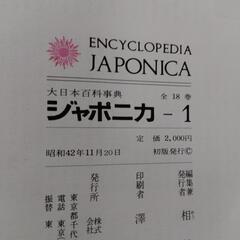 ENCYCLOPEDIA
JAPONICA
大日本百科事典 全18巻
ジャポニカ-1
定価 2,000円
昭和42年11月20日 初版発行©
編集兼
発行者 相
印刷者 澤
発行所 株式
会社
東京都千代
電話 東京
振替 東